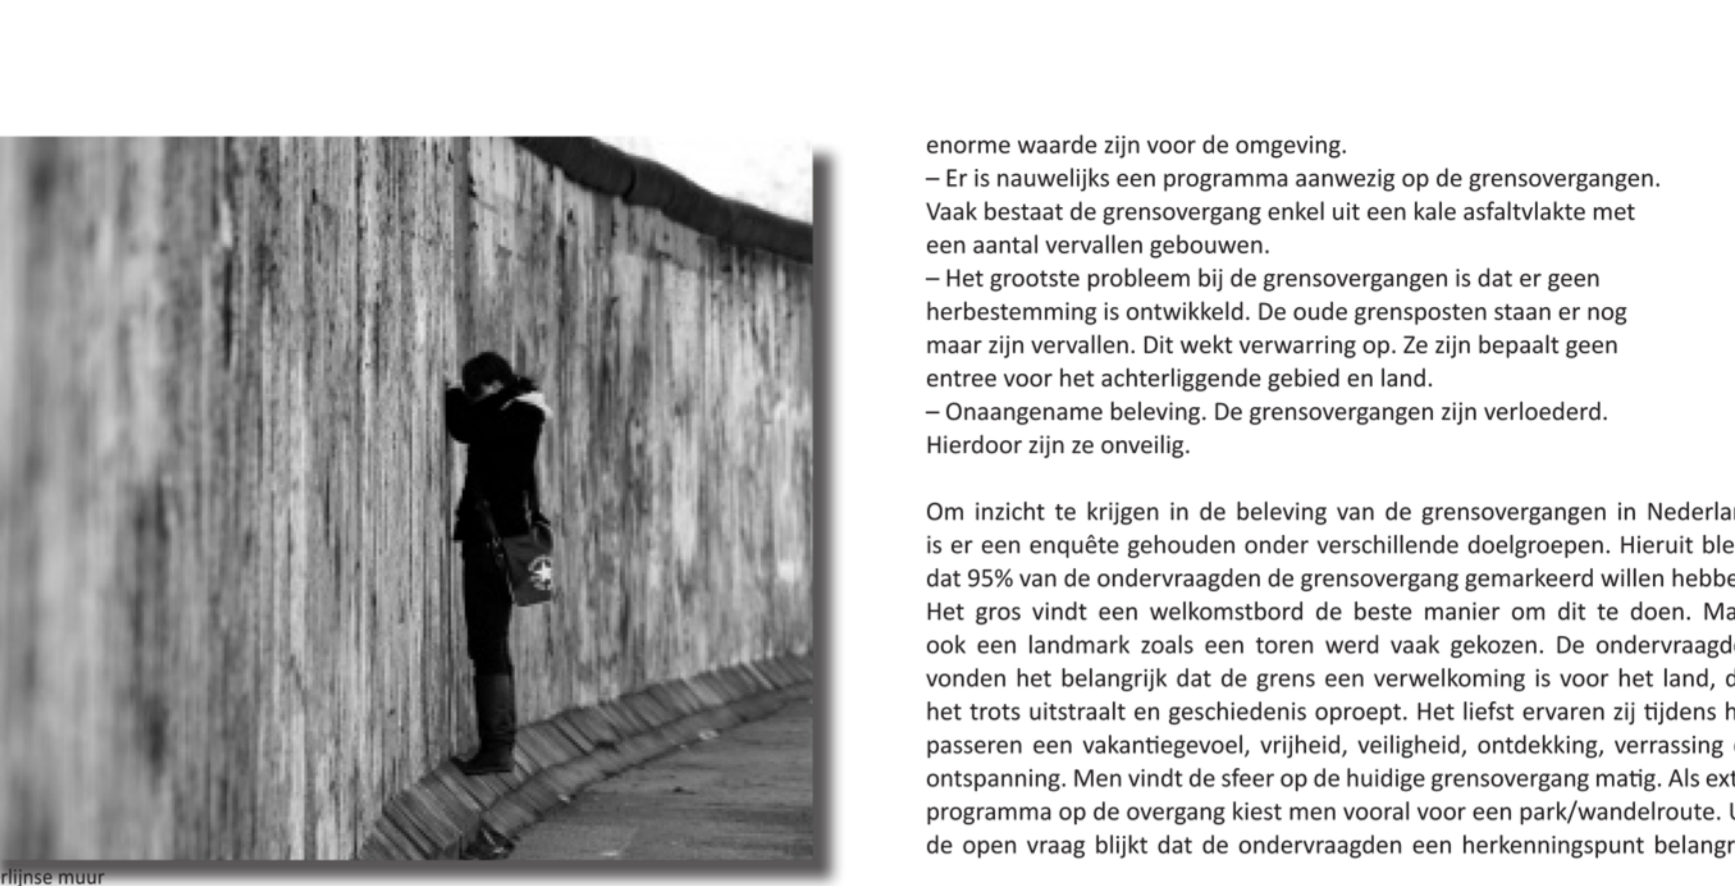 enorme waarde zijn voor de omgeving.
– Er is nauwelijks een programma aanwezig op de grensovergangen.
Vaak bestaat de grensovergang enkel uit een kale asfaltvlakte met
een aantal vervallen gebouwen.
– Het grootste probleem bij de grensovergangen is dat er geen
herbestemming is ontwikkeld. De oude grensposten staan er nog
maar zijn vervallen. Dit wekt verwarring op. Ze zijn bepaalt geen
entree voor het achterliggende gebied en land.
– Onaangename beleving. De grensovergangen zijn verloederd.
Hierdoor zijn ze onveilig.
Om inzicht te krijgen in de beleving van de grensovergangen in
is er een enquête gehouden onder verschillende doelgroepen. Hieruit
dat 95% van de ondervraagden de grensovergang gemarkeerd willen
Het gros vindt een welkomstbord de beste manier om dit te doen.
ook een landmark zoals een toren werd vaak gekozen. De
vonden het belangrijk dat de grens een verwelkoming is voor het land,
het trots uitstraalt en geschiedenis oproept. Het liefst ervaren zij tijdens
passeren een vakantiegevoel, vrijheid, veiligheid, ontdekking, verrassing
ontspanning. Men vindt de sfeer op de huidige grensovergang matig. Als
programma op de overgang kiest men vooral voor een park/wandelroute.
de open vraag blijkt dat de ondervraagden een herkenningspunt
muur